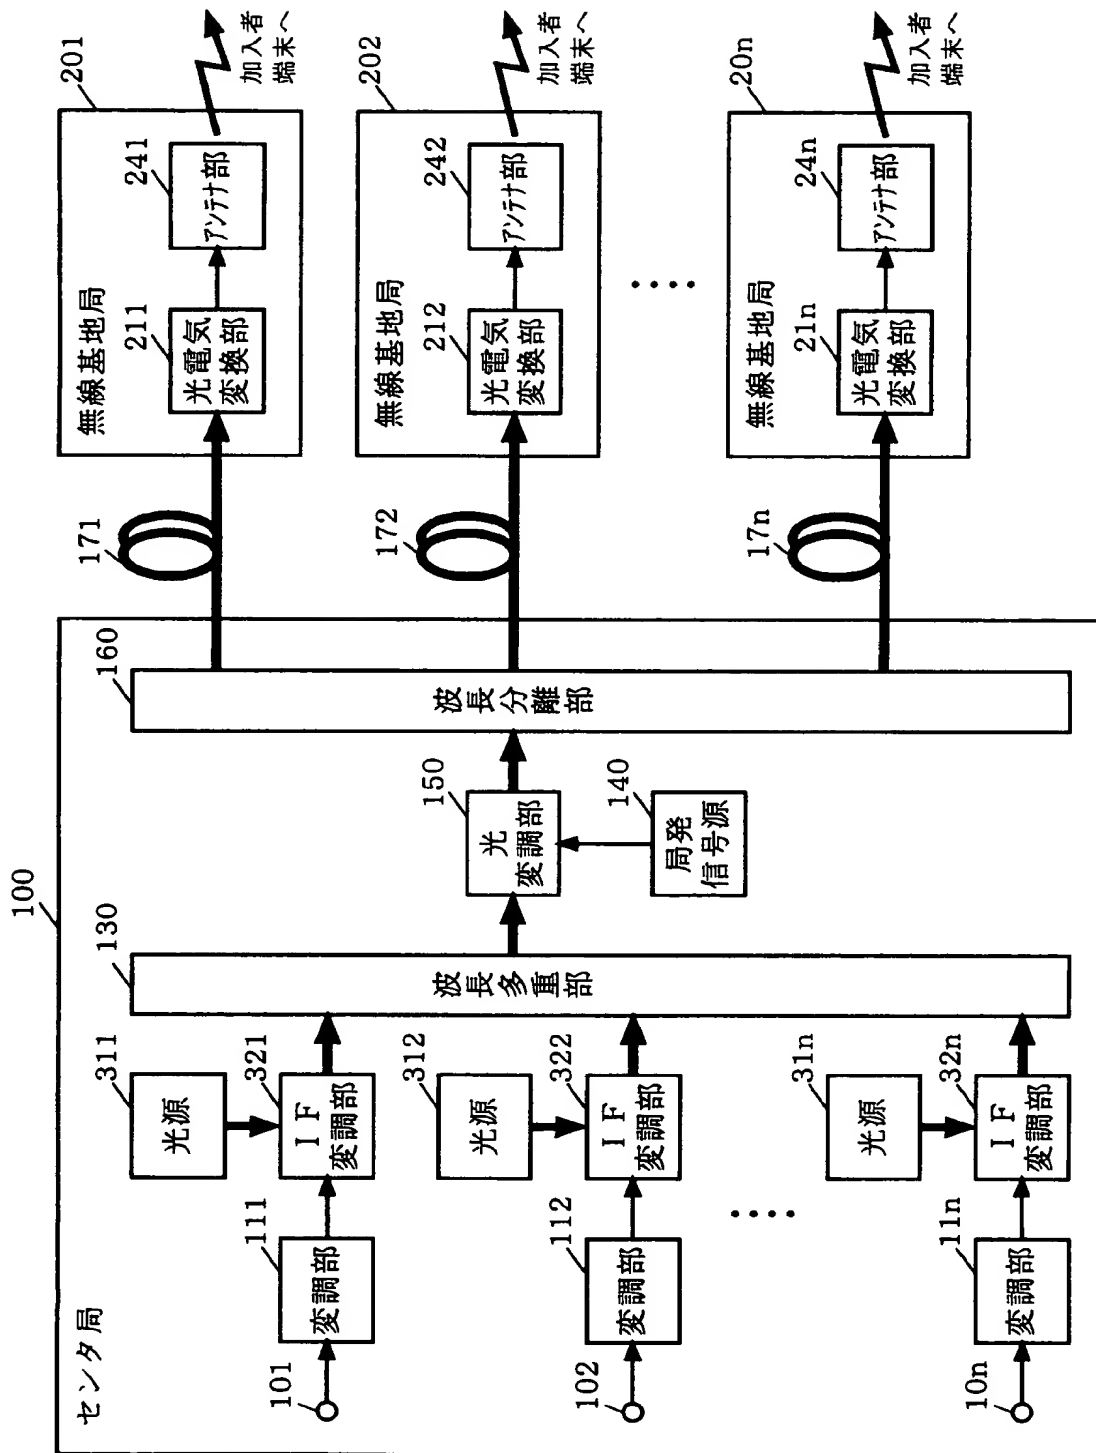 センタ局
100
101
変調部
111
光源
311
IF
変調部
321
102
変調部
112
光源
312
IF
変調部
322
10n
変調部
11n
光源
31n
IF
変調部
32n
波長多重部
130
光
変調部
150
局発
信号源
140
波長分離部
160
171
172
17n
無線基地局
201
光電気
変換部
211
アンテナ部
241
加入者
端末へ
無線基地局
202
光電気
変換部
212
アンテナ部
242
加入者
端末へ
無線基地局
20n
光電気
変換部
21n
アンテナ部
24n
加入者
端末へ